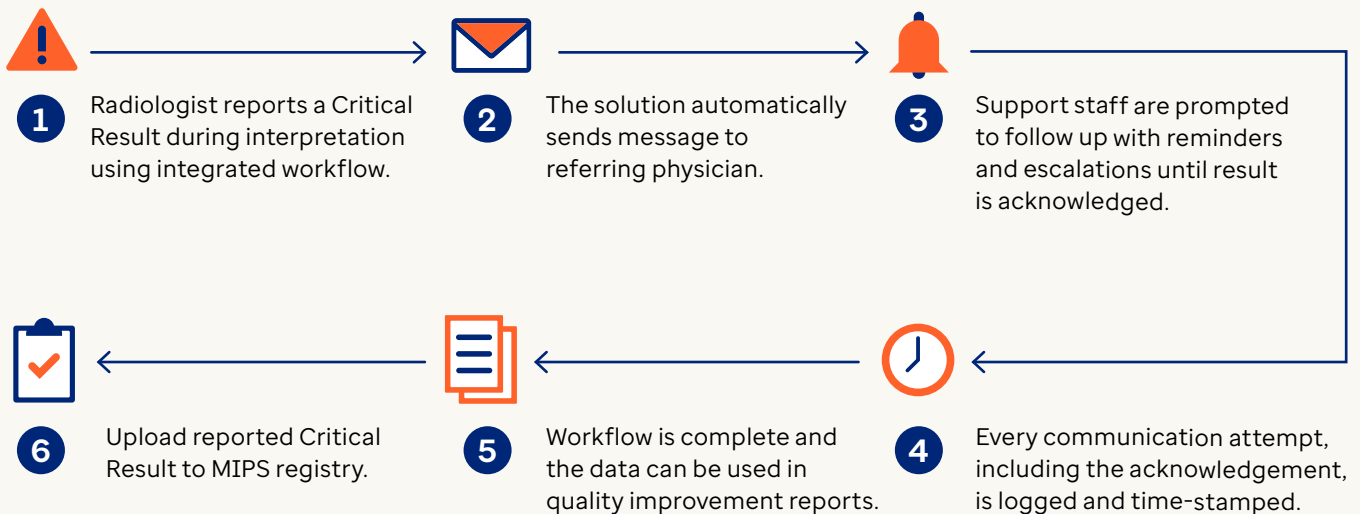 1
Radiologist reports a Critical
Result during interpretation
using integrated workflow.
2
The solution automatically
sends message to
referring physician.
3
Support staff are prompted
to follow up with reminders
and escalations until result
is acknowledged.
4
Every communication attempt,
including the acknowledgement,
is logged and time-stamped.
5
Workflow is complete and
the data can be used in
quality improvement reports.
6
Upload reported Critical
Result to MIPS registry.